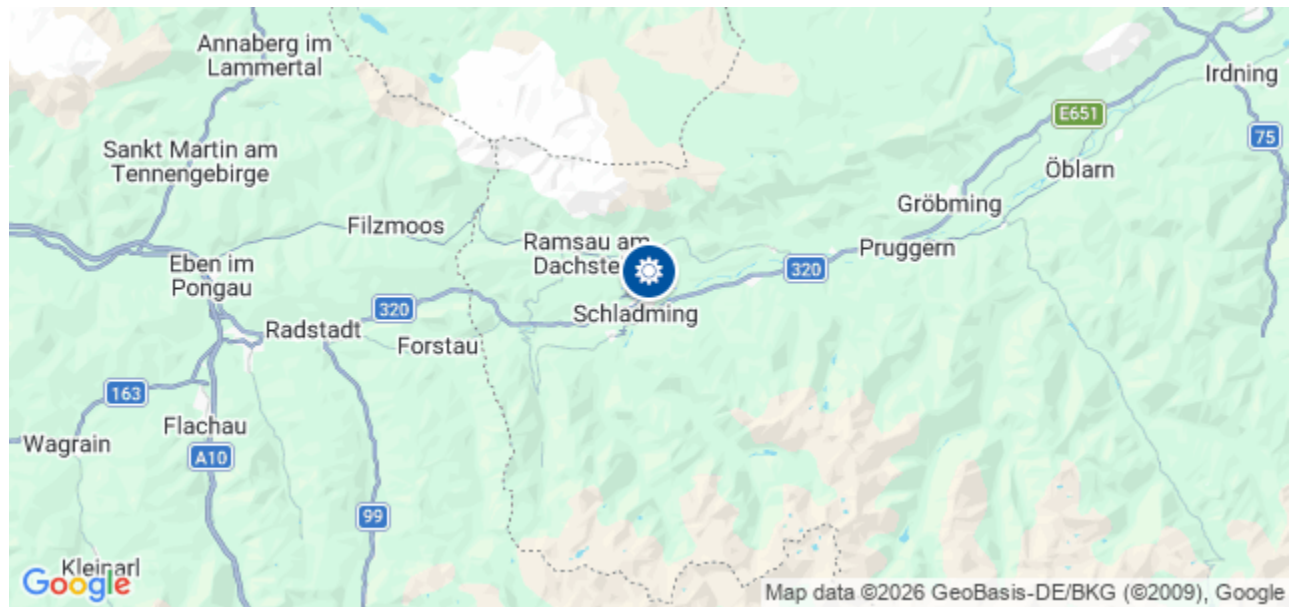 Annaberg im
Lammertal
Irdning
E651
75
Sankt Martin am
Tennengebirge
Öblarn
Gröbming
Filzmoos
Ramsau am
Dachste
Pruggern
Eben im
Pongau
320
320
Schladming
Radstadt
Forstau
163
Flachau
Wagrain
A10
99
Kleinarl
Google
Map data ©2026 GeoBasis-DE/BKG (©2009), Google